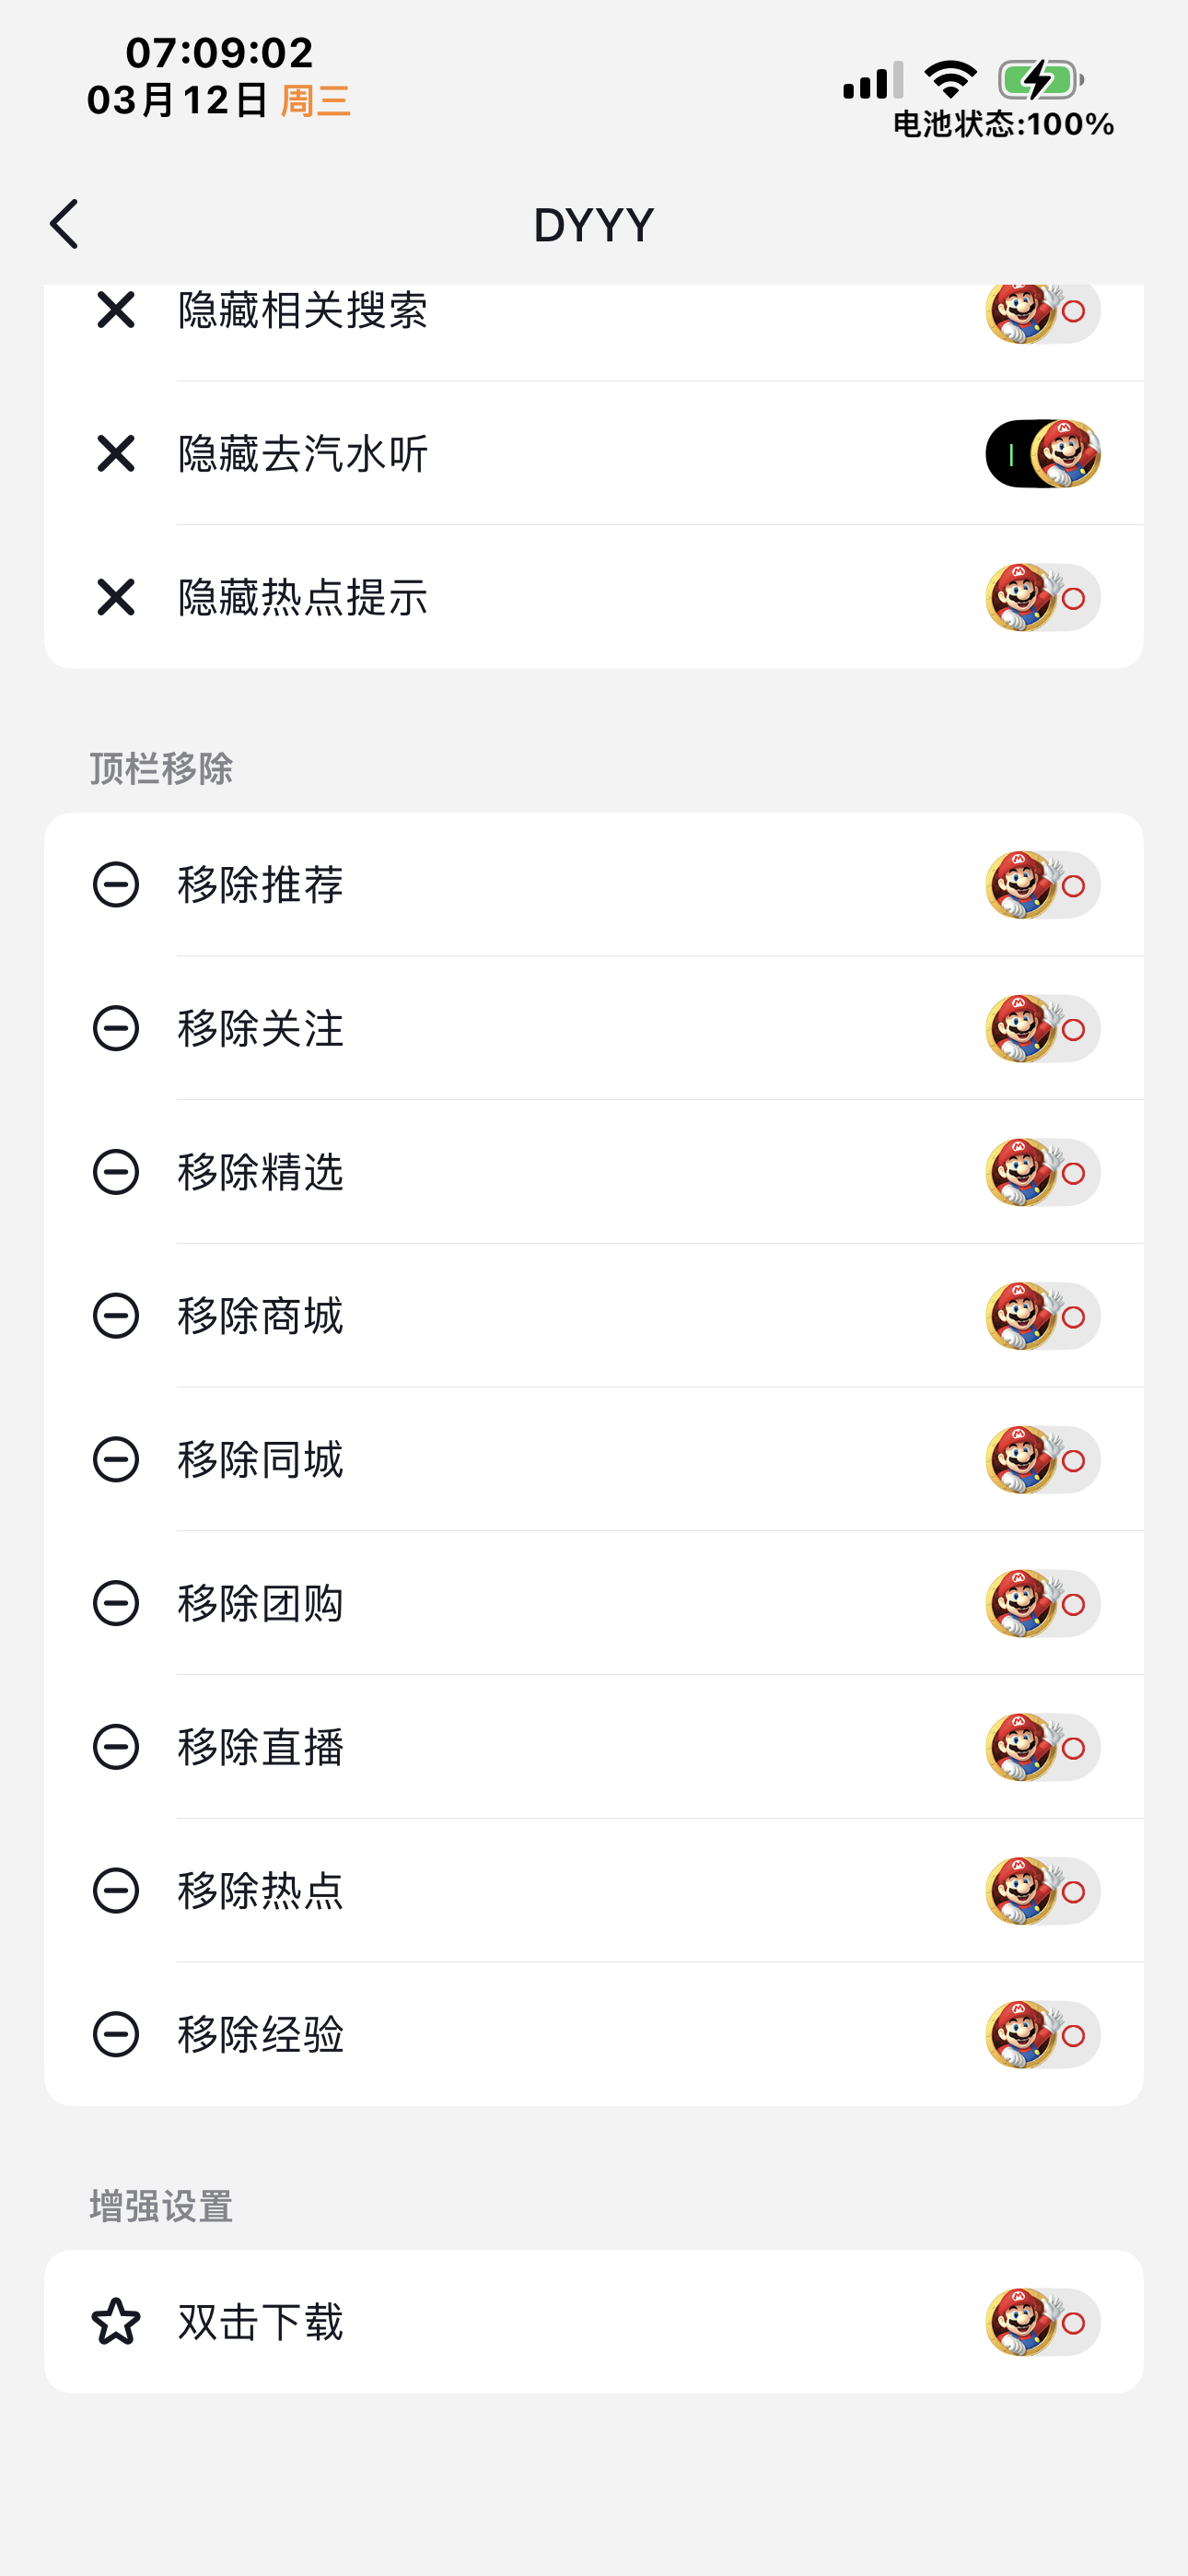 07:09:02
03月12日 周三
电池状态:100%
DYYY
隐藏相关搜索
隐藏去汽水听
隐藏热点提示
顶栏移除
移除推荐
移除关注
移除精选
移除商城
移除同城
移除团购
移除直播
移除热点
移除经验
增强设置
双击下载